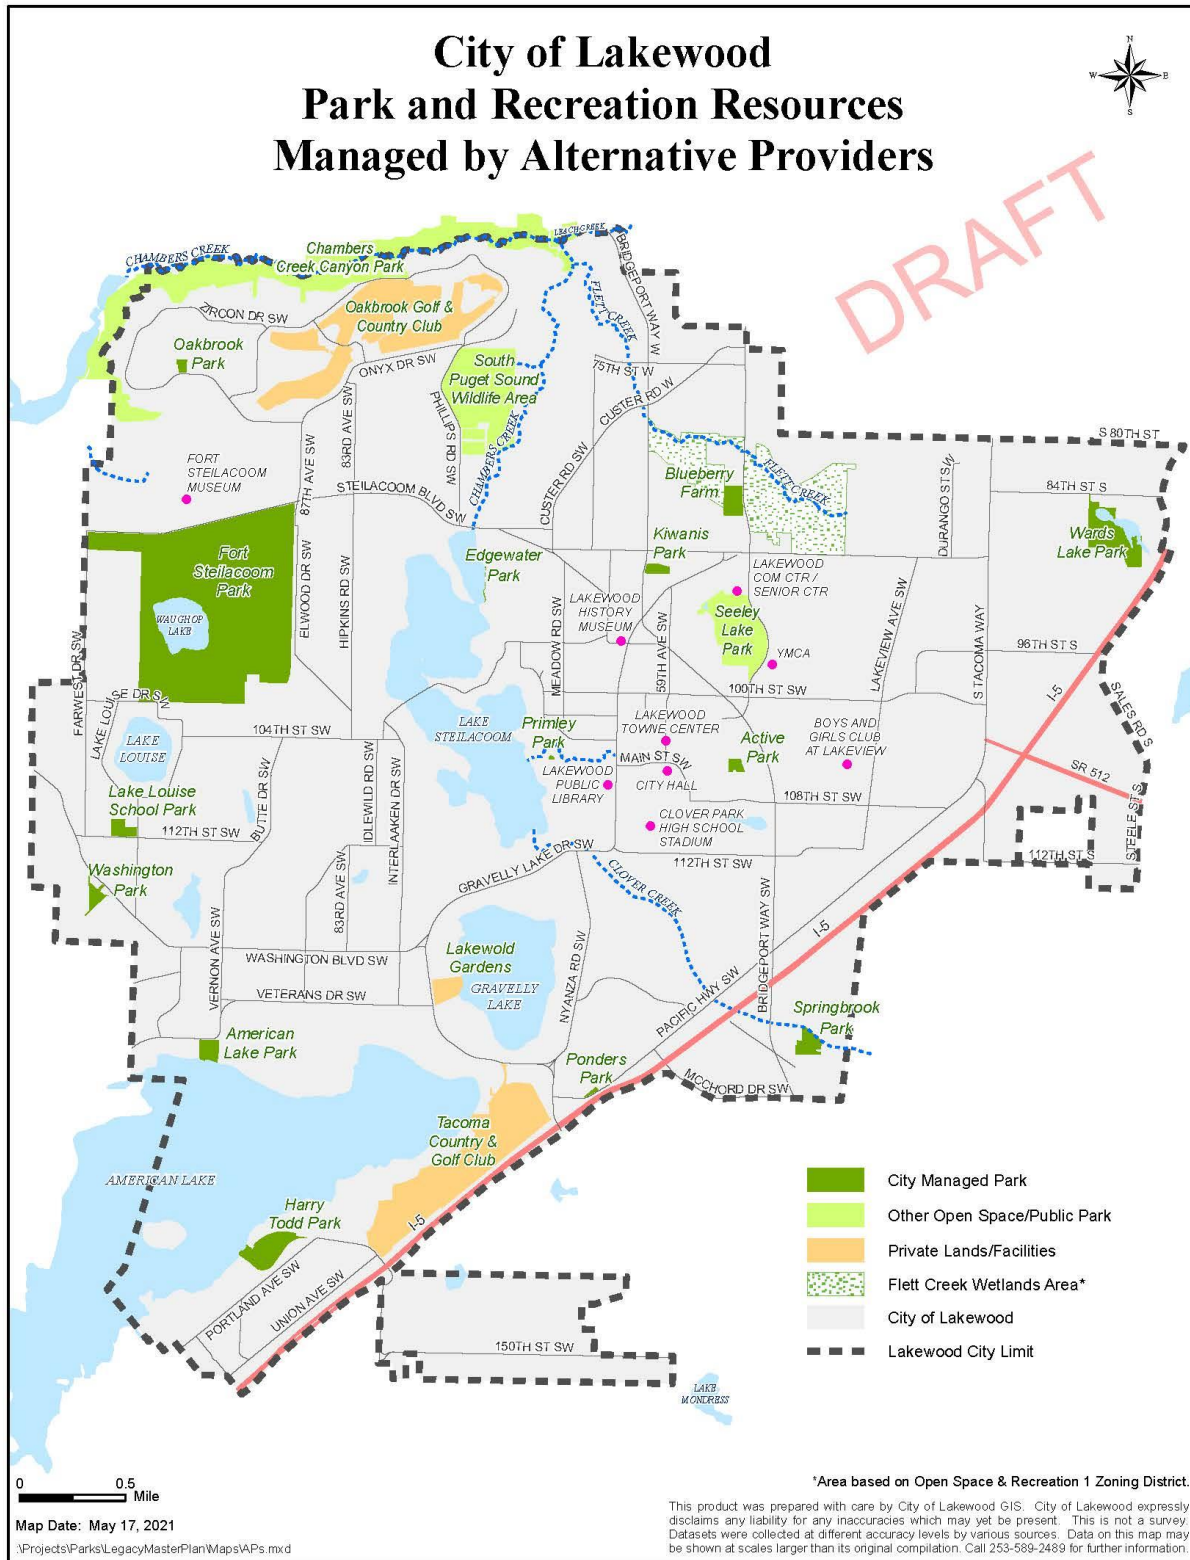 City of Lakewood
Park and Recreation Resources
Managed by Alternative Providers
N
W
E
S
DRAFT
CHAMBERS CREEK
LEACH CREEK
Chambers
Creek Canyon Park
BRIDGEPORT WAY W
FLETT CREEK
ZIRCON DR SW
Oakbrook Golf &
Country Club
Oakbrook
Park
ONYX DR SW
South
Puget Sound
Wildlife Area
75TH ST W
CUSTER RD W
PHILLIPS RD SW
83RD AVE SW
87TH AVE SW
CHAMBERS CREEK
CUSTER RD SW
S 80TH ST
FORT
STEILACOOM
MUSEUM
STEILACOOM BLVD SW
Blueberry
Farm
FLETT CREEK
DURANGO ST SW
84TH ST S
Wards
Lake Park
Fort
Steilacoom
Park
Kiwanis
Park
Edgewater
Park
LAKEWOOD
COM CTR /
SENIOR CTR
ELWOOD DR SW
HIPKINS RD SW
LAKEWOOD
HISTORY
MUSEUM
Seeley
Lake
Park
WAUGHOP
LAKE
MEADOW RD SW
59TH AVE SW
YMCA
LAKEVIEW AVE SW
S TACOMA WAY
96TH ST S
I-5
SALES RD S
FARWEST DR SW
LAKE LOUISE DR SW
100TH ST SW
LAKE
STEILACOOM
Primley
Park
LAKEWOOD
TOWNE CENTER
BOYS AND
GIRLS CLUB
AT LAKEVIEW
104TH ST SW
LAKE
LOUISE
MAIN ST SW
Active
Park
SR 512
LAKEWOOD
PUBLIC
LIBRARY
CITY HALL
Lake Louise
School Park
108TH ST SW
BUTTE DR SW
IDLEWILD RD SW
INTERLAAKEN DR SW
CLOVER PARK
HIGH SCHOOL
STADIUM
STEELE ST S
112TH ST SW
112TH ST SW
112TH ST S
GRAVELLY LAKE DR SW
CLOVER CREEK
Washington
Park
83RD AVE SW
BRIDGEPORT WAY SW
I-5
VERNON AVE SW
WASHINGTON BLVD SW
Lakewold
Gardens
GRAVELLY
LAKE
NYANZA RD SW
VETERANS DR SW
PACIFIC HWY SW
Springbrook
Park
American
Lake Park
Ponders
Park
MCCHORD DR SW
Tacoma
Country &
Golf Club
AMERICAN LAKE
Harry
Todd Park
I-5
PORTLAND AVE SW
UNION AVE SW
150TH ST SW
LAKE
MONDRESS
City Managed Park
Other Open Space/Public Park
Private Lands/Facilities
Flett Creek Wetlands Area*
City of Lakewood
Lakewood City Limit
0 0.5
Mile
Map Date: May 17, 2021
:\Projects\Parks\LegacyMasterPlan\Maps\APs.mxd
*Area based on Open Space & Recreation 1 Zoning District.
This product was prepared with care by City of Lakewood GIS. City of Lakewood expressly
disclaims any liability for any inaccuracies which may yet be present. This is not a survey.
Datasets were collected at different accuracy levels by various sources. Data on this map may
be shown at scales larger than its original compilation. Call 253-589-2489 for further information.